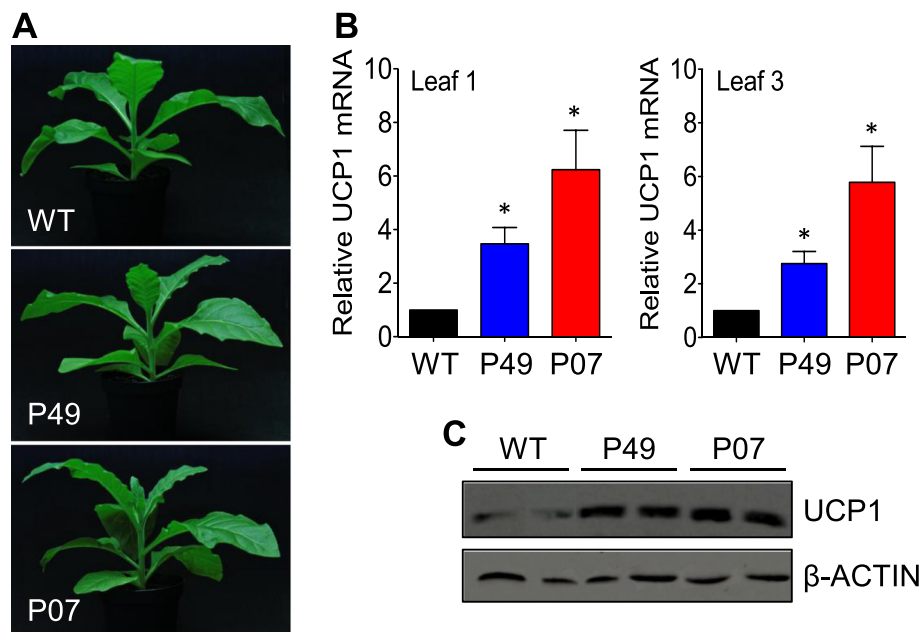 A
WT
P49
P07
B
Relative UCP1 mRNA
10
8
6
4
2
0
Leaf 1
*
*
WT P49 P07
Relative UCP1 mRNA
10
8
6
4
2
0
Leaf 3
*
*
WT P49 P07
C
WT P49 P07
UCP1
β-ACTIN